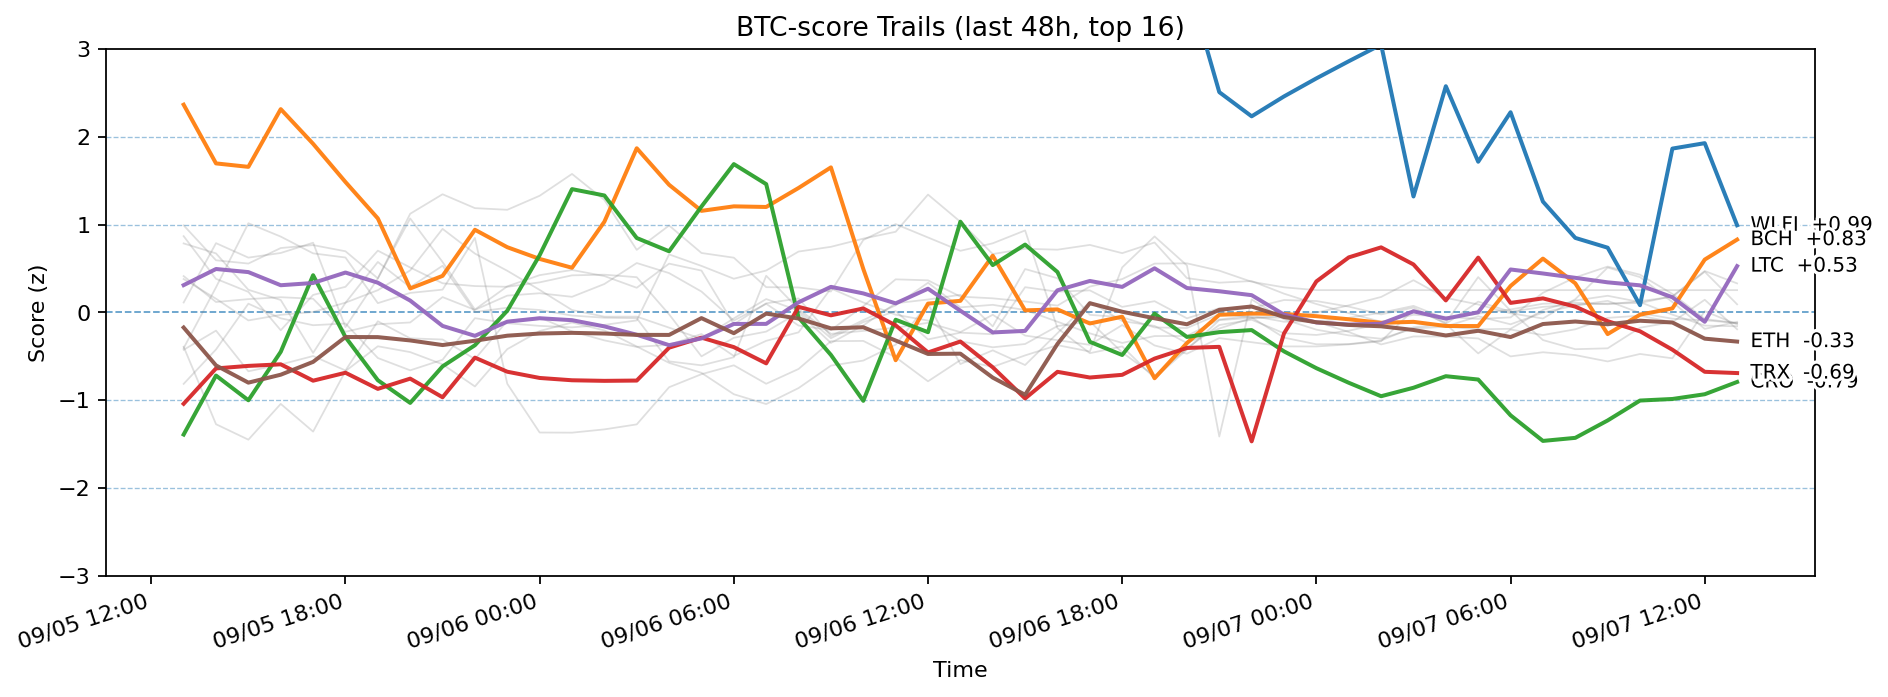 BTC-score Trails (last 48h, top 16)
Score (z)
3
2
1
0
−1
−2
−3
WLFI +0.99
BCH +0.83
LTC +0.53
ETH -0.33
TRX -0.69
CRO -0.79
09/05 12:00
09/05 18:00
09/06 00:00
09/06 06:00
09/06 12:00
09/06 18:00
09/07 00:00
09/07 06:00
09/07 12:00
Time